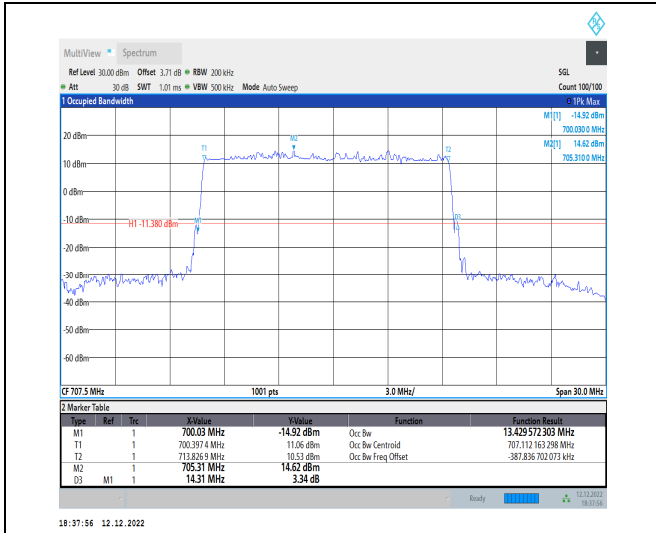 MultiView Spectrum
Ref Level 30.00 dBm Offset 3.71 dB RBW 200 kHz SGL
Att 30 dB SWT 1.01 ms VBW 500 kHz Mode Auto Sweep Count 100/100
1 Occupied Bandwidth 1Pk Max
M1[1] -14.92 dBm
700.0300 MHz
M2[1] 14.62 dBm
705.3100 MHz
20 dBm
M2
T1 T2
10 dBm
0 dBm
-10 dBm
H1 -11.380 dBm M1 D3
-20 dBm
-30 dBm
-40 dBm
-50 dBm
-60 dBm
CF 707.5 MHz 1001 pts 3.0 MHz/ Span 30.0 MHz
2 Marker Table
Type Ref Trc X-Value Y-Value Function Function Result
M1 1 700.03 MHz -14.92 dBm Occ Bw 13.429 572 303 MHz
T1 1 700.397 4 MHz 11.06 dBm Occ Bw Centroid 707.112 163 298 MHz
T2 1 713.826 9 MHz 10.53 dBm Occ Bw Freq Offset -387.836 702 073 kHz
M2 1 705.31 MHz 14.62 dBm
D3 M1 1 14.31 MHz 3.34 dB
Ready 12.12.2022
18:37:56
18:37:56 12.12.2022